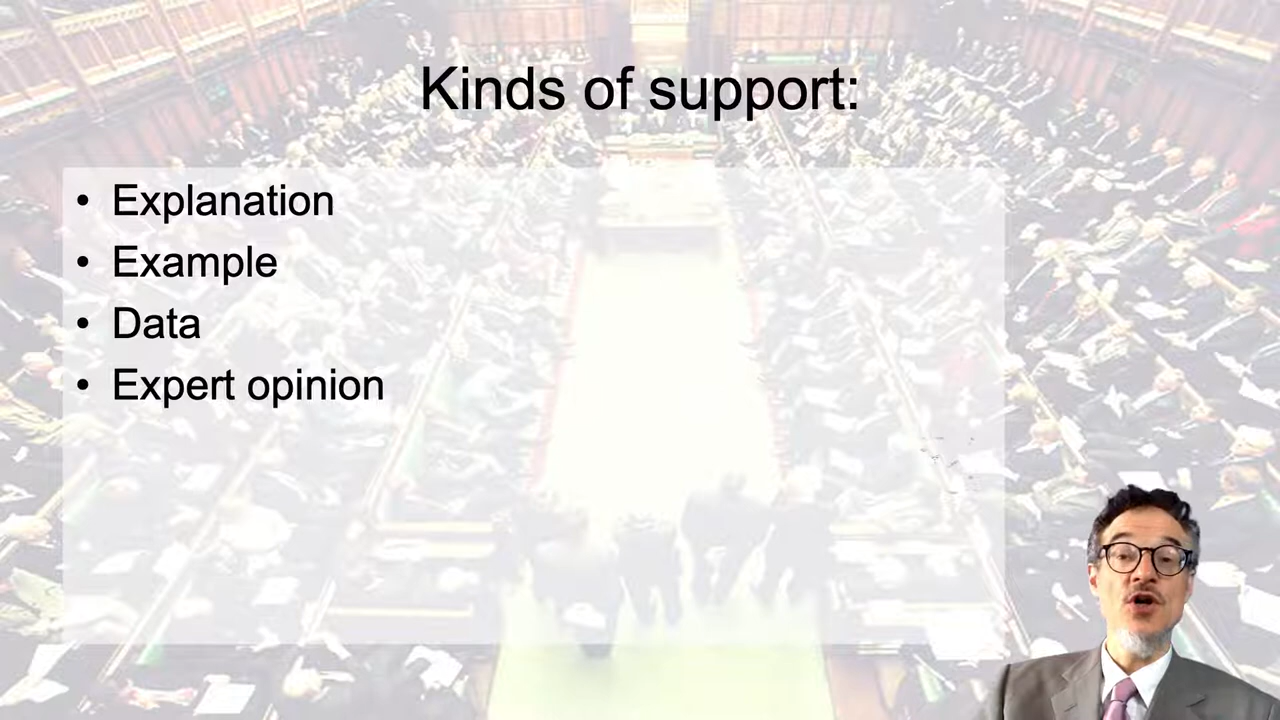 Kinds of support:
• Explanation
• Example
• Data
• Expert opinion